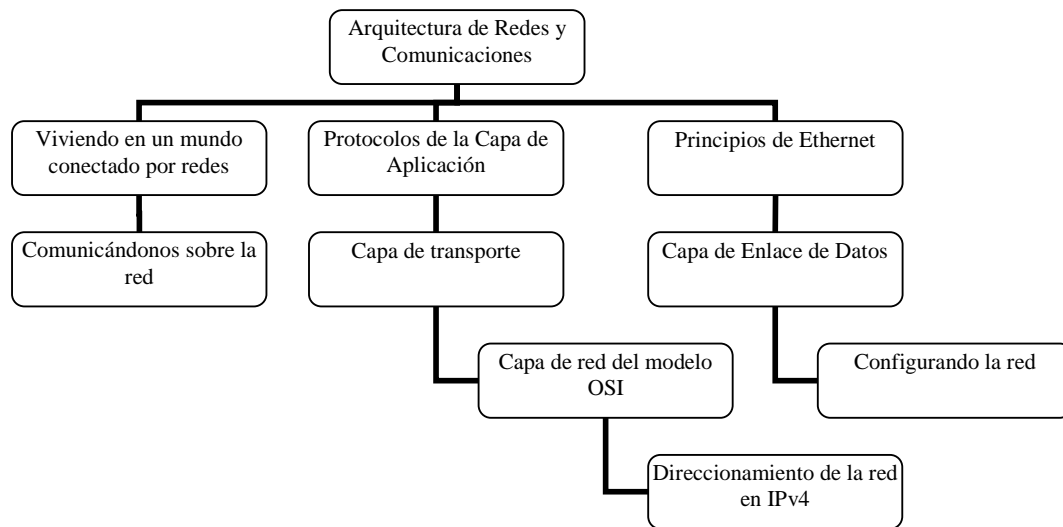 Arquitectura de Redes y
Comunicaciones
Viviendo en un mundo
conectado por redes
Protocolos de la Capa de
Aplicación
Principios de Ethernet
Comunicándonos sobre la
red
Capa de transporte
Capa de Enlace de Datos
Capa de red del modelo
OSI
Configurando la red
Direccionamiento de la red
en IPv4